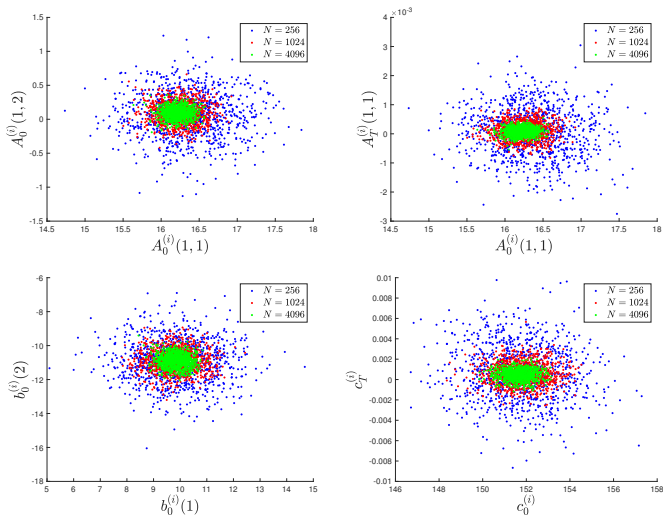 1.5
1
0.5
0
-0.5
-1
-1.5
14.5 15 15.5 16 16.5 17 17.5 18
A_0^{(i)}(1,2)
A_0^{(i)}(1,1)
N = 256
N = 1024
N = 4096
×10^{-3}
4
3
2
1
0
-1
-2
-3
14.5 15 15.5 16 16.5 17 17.5 18
A_T^{(i)}(1,1)
A_0^{(i)}(1,1)
N = 256
N = 1024
N = 4096
-6
-8
-10
-12
-14
-16
-18
5 6 7 8 9 10 11 12 13 14 15
b_0^{(i)}(2)
b_0^{(i)}(1)
N = 256
N = 1024
N = 4096
0.01
0.008
0.006
0.004
0.002
0
-0.002
-0.004
-0.006
-0.008
-0.01
146 148 150 152 154 156 158
c_T^{(i)}
c_0^{(i)}
N = 256
N = 1024
N = 4096